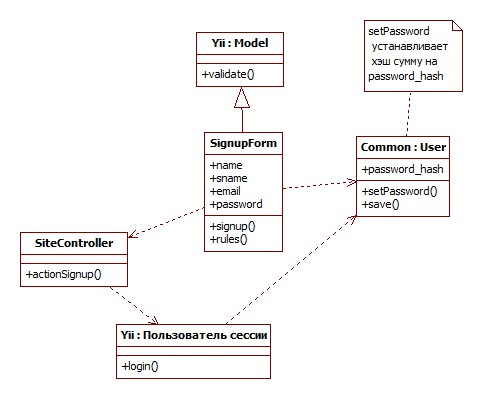 Yii : Model
+validate()
setPassword
устанавливает
хэш сумму на
password_hash
SignupForm
+name
+sname
+email
+password
+signup()
+rules()
Common : User
+password_hash
+setPassword()
+save()
SiteController
+actionSignup()
Yii : Пользователь сессии
+login()